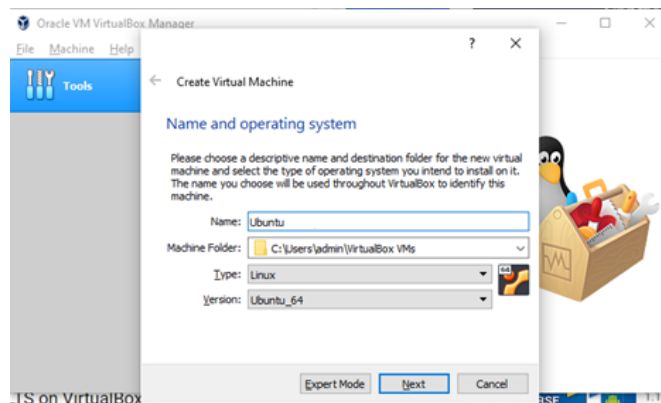 Oracle VM VirtualBox Manager
File Machine Help
Tools
? ×
Create Virtual Machine
Name and operating system
Please choose a descriptive name and destination folder for the new virtual
machine and select the type of operating system you intend to install on it.
The name you choose will be used throughout VirtualBox to identify this
machine.
Name: Ubuntu
Machine Folder: C:\Users\admin\VirtualBox VMs
Type: Linux
64
Version: Ubuntu_64
Expert Mode Next Cancel
TS on VirtualBox